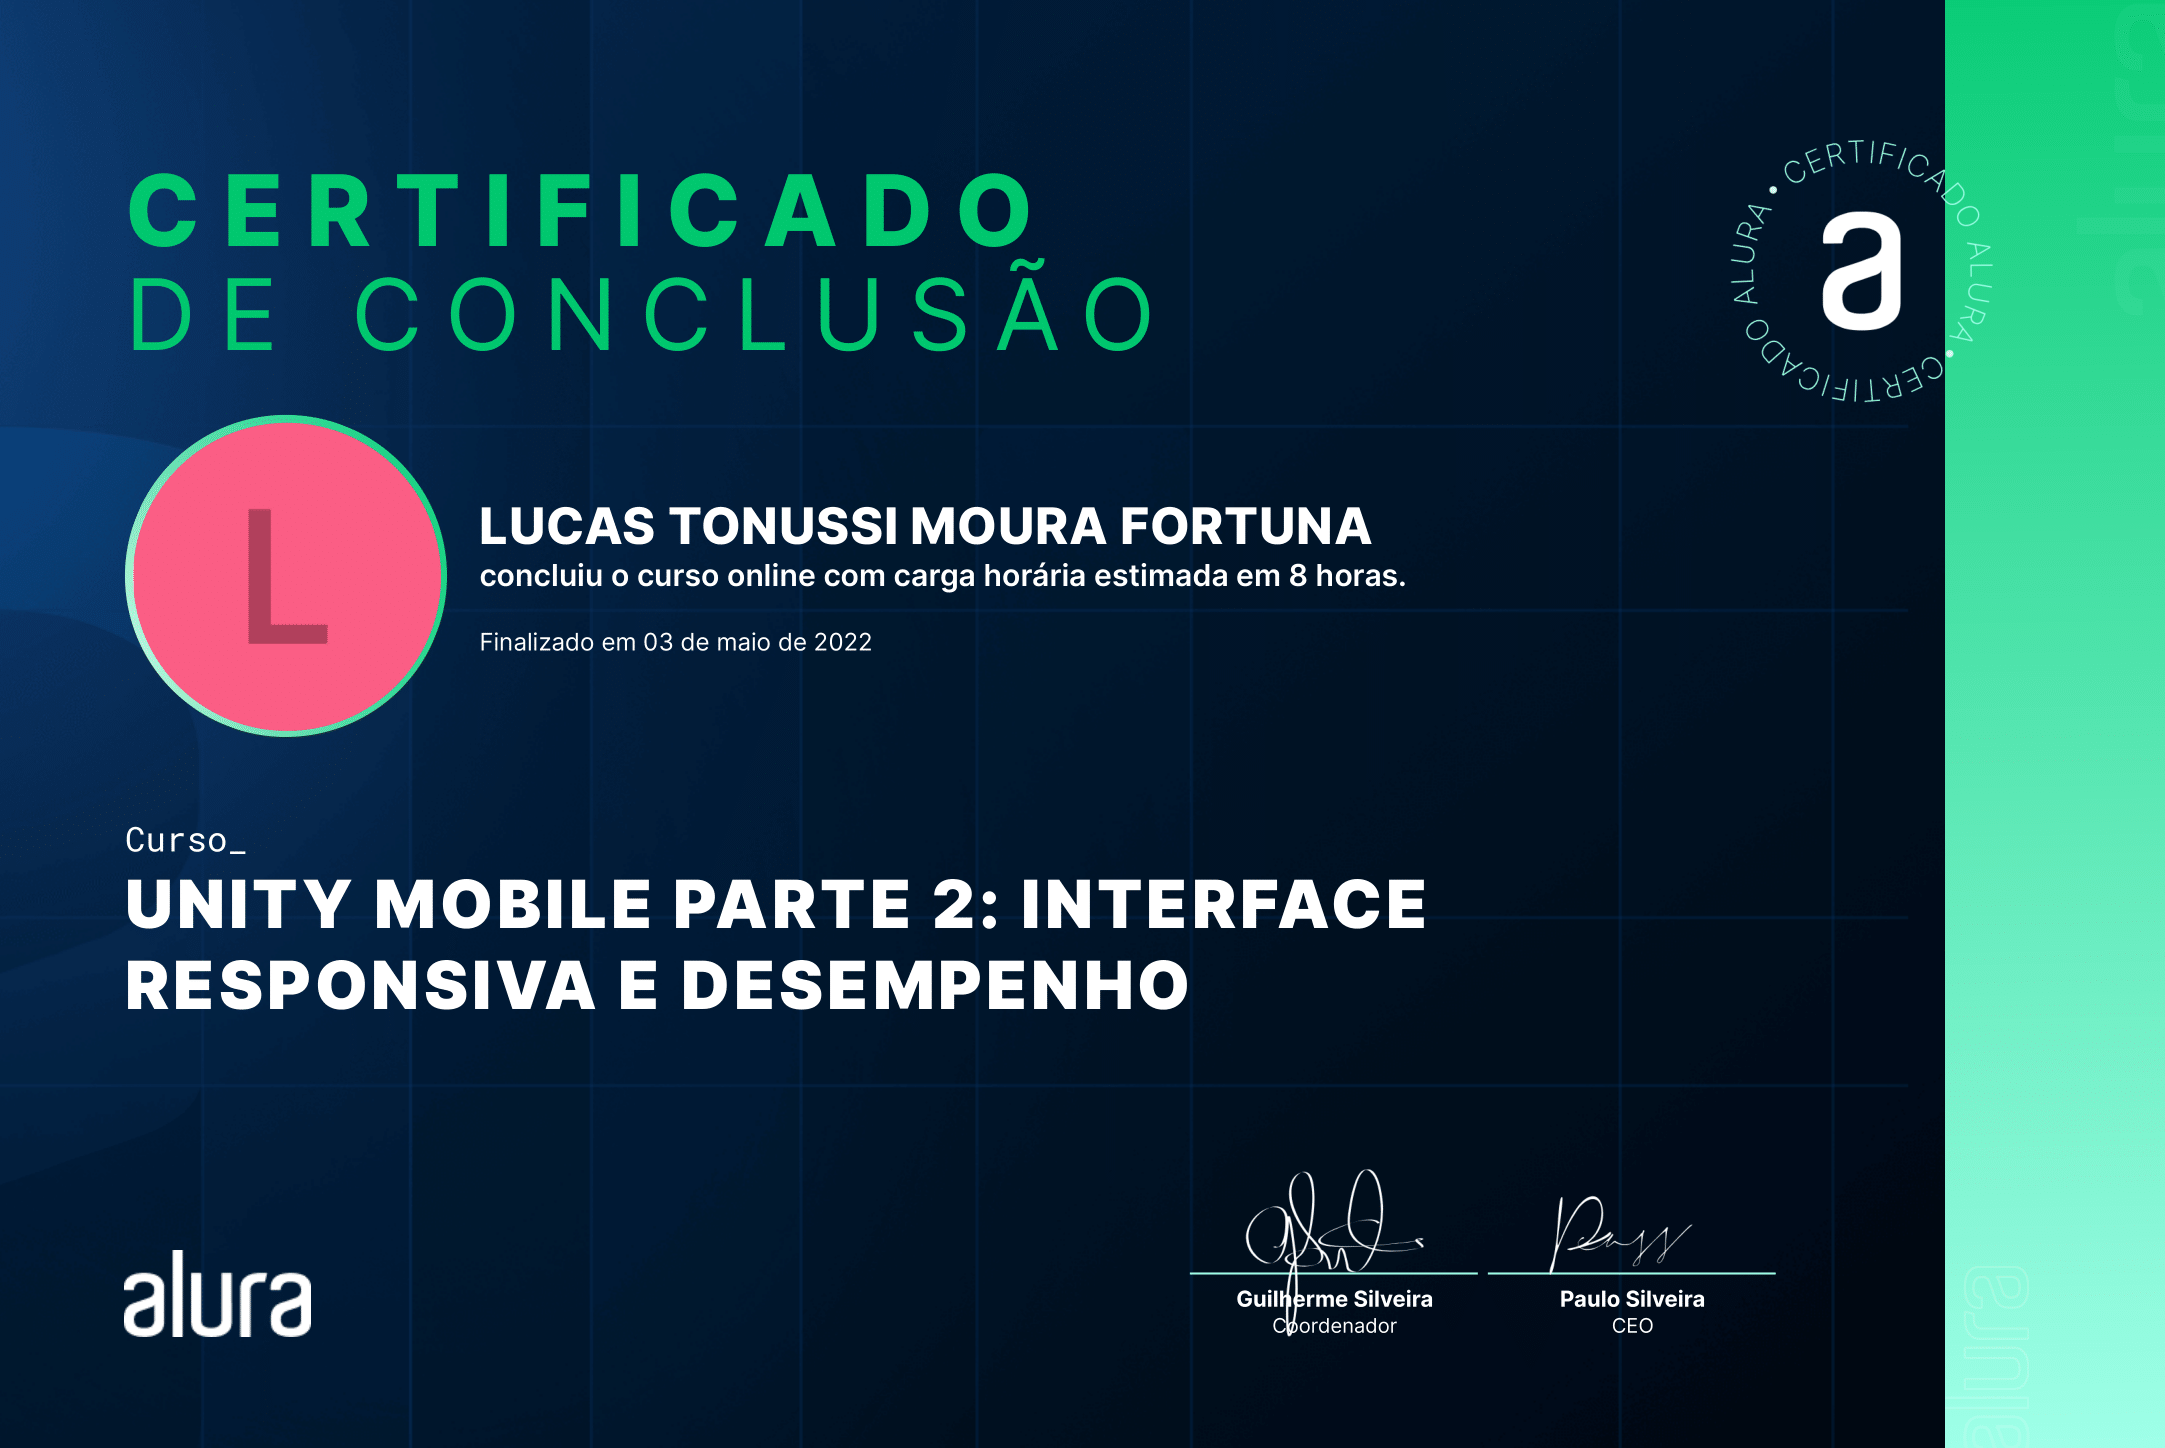 CERTIFICADO
DE CONCLUSÃO
CERTIFICADO ALURA • CERTIFICADO ALURA •
a
L
LUCAS TONUSSI MOURA FORTUNA
concluiu o curso online com carga horária estimada em 8 horas.
Finalizado em 03 de maio de 2022
Curso_
UNITY MOBILE PARTE 2: INTERFACE
RESPONSIVA E DESEMPENHO
alura
Guilherme Silveira
Coordenador
Paulo Silveira
CEO
alura
alura